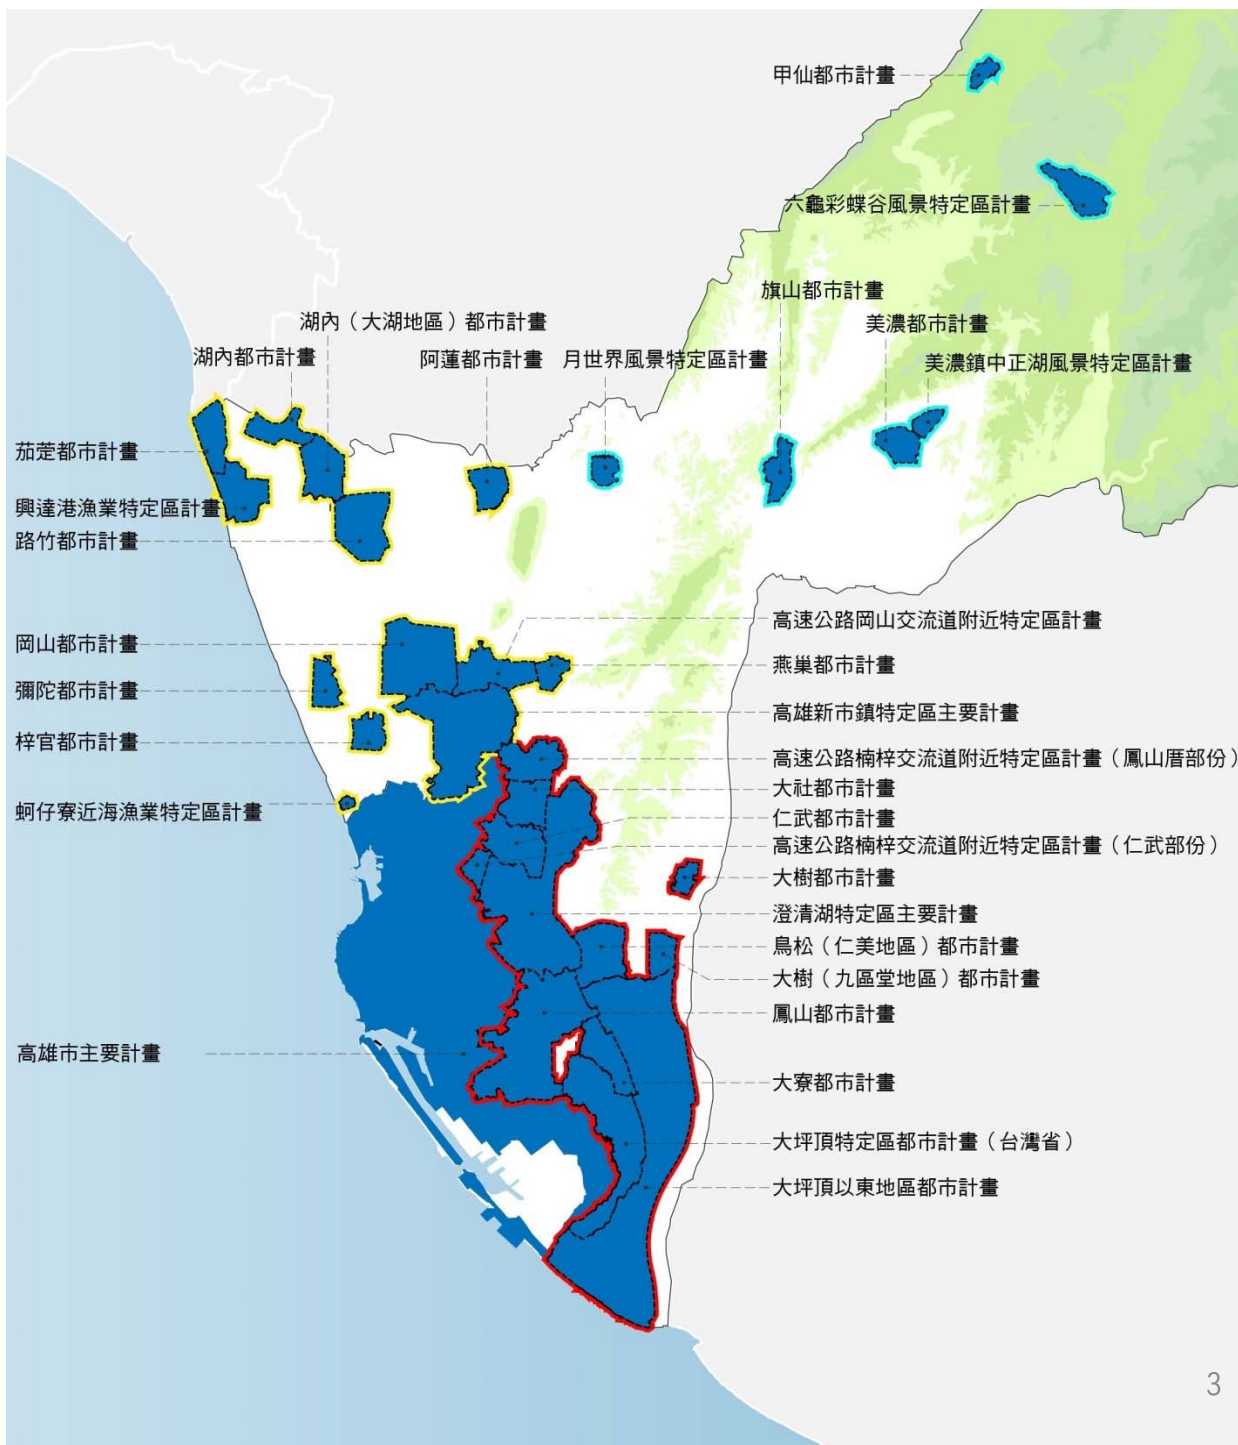 甲仙都市計畫
六龜彩蝶谷風景特定區計畫
旗山都市計畫
湖內（大湖地區）都市計畫
美濃都市計畫
湖內都市計畫
阿蓮都市計畫
月世界風景特定區計畫
美濃鎮中正湖風景特定區計畫
茄萣都市計畫
興達港漁業特定區計畫
路竹都市計畫
岡山都市計畫
彌陀都市計畫
梓官都市計畫
蚵仔寮近海漁業特定區計畫
高雄市主要計畫
高速公路岡山交流道附近特定區計畫
燕巢都市計畫
高雄新市鎮特定區主要計畫
高速公路楠梓交流道附近特定區計畫（鳳山厝部份）
大社都市計畫
仁武都市計畫
高速公路楠梓交流道附近特定區計畫（仁武部份）
大樹都市計畫
澄清湖特定區主要計畫
鳥松（仁美地區）都市計畫
大樹（九區堂地區）都市計畫
鳳山都市計畫
大寮都市計畫
大坪頂特定區都市計畫（台灣省）
大坪頂以東地區都市計畫
3